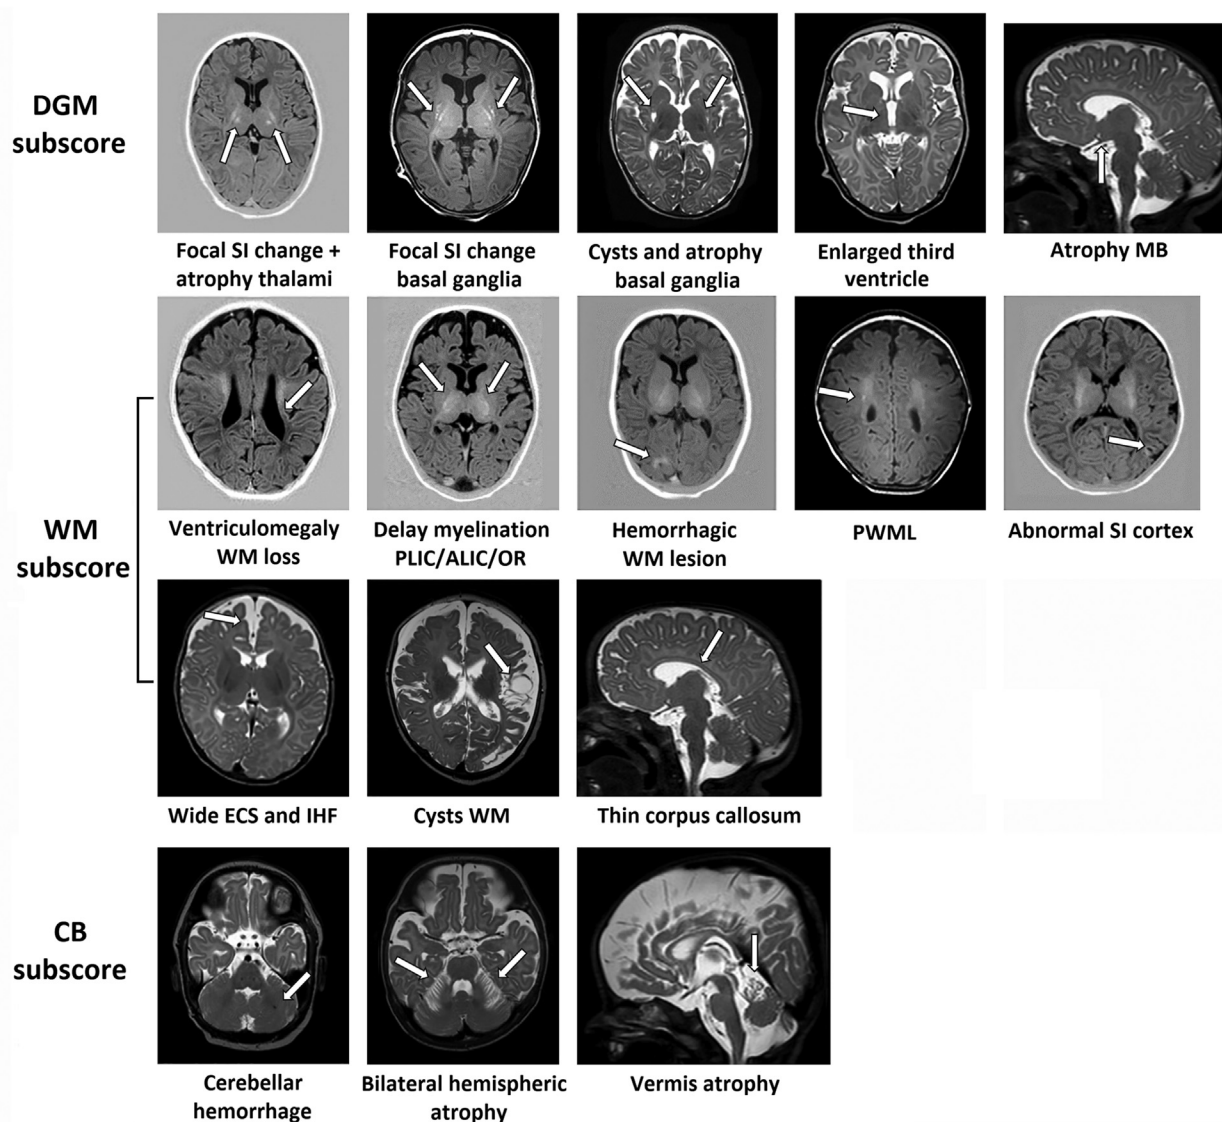 DGM
subscore
Focal SI change +
atrophy thalami
Focal SI change
basal ganglia
Cysts and atrophy
basal ganglia
Enlarged third
ventricle
Atrophy MB
WM
subscore
Ventriculomegaly
WM loss
Delay myelination
PLIC/ALIC/OR
Hemorrhagic
WM lesion
PWML
Abnormal SI cortex
Wide ECS and IHF
Cysts WM
Thin corpus callosum
CB
subscore
Cerebellar
hemorrhage
Bilateral hemispheric
atrophy
Vermis atrophy